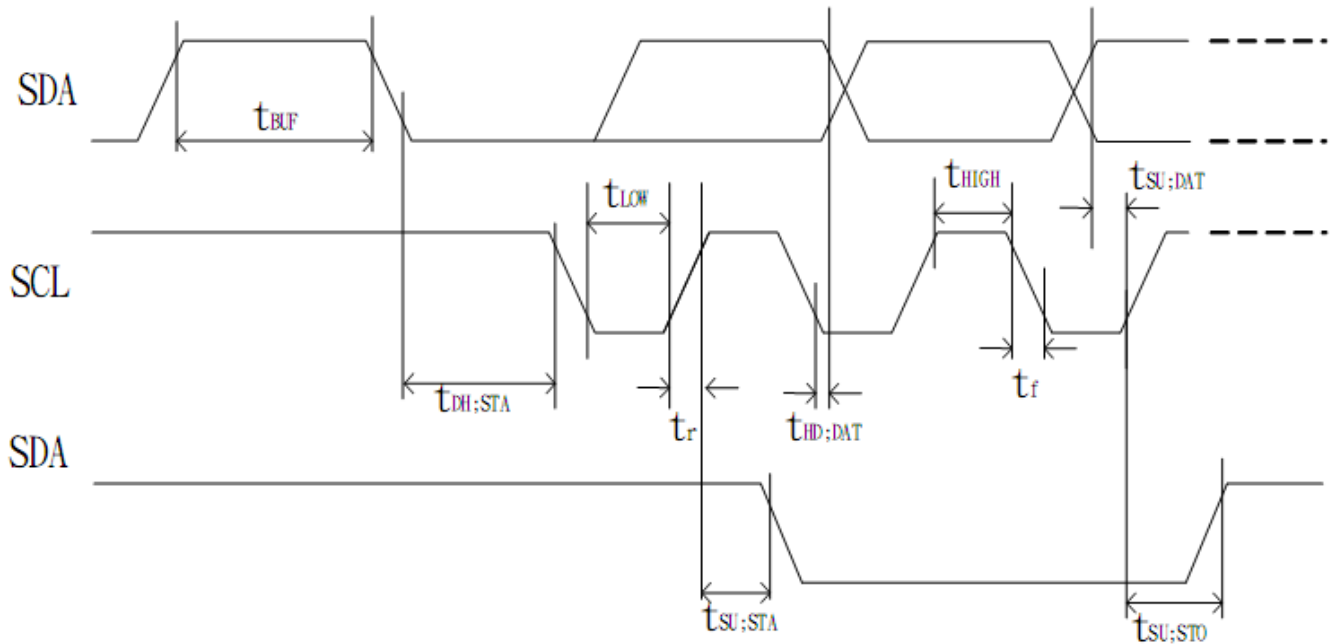 SDA
tBUF
tLOW
tHIGH
tSU;DAT
SCL
tDH;STA
tr
tHD;DAT
tf
SDA
tSU;STA
tSU;STO